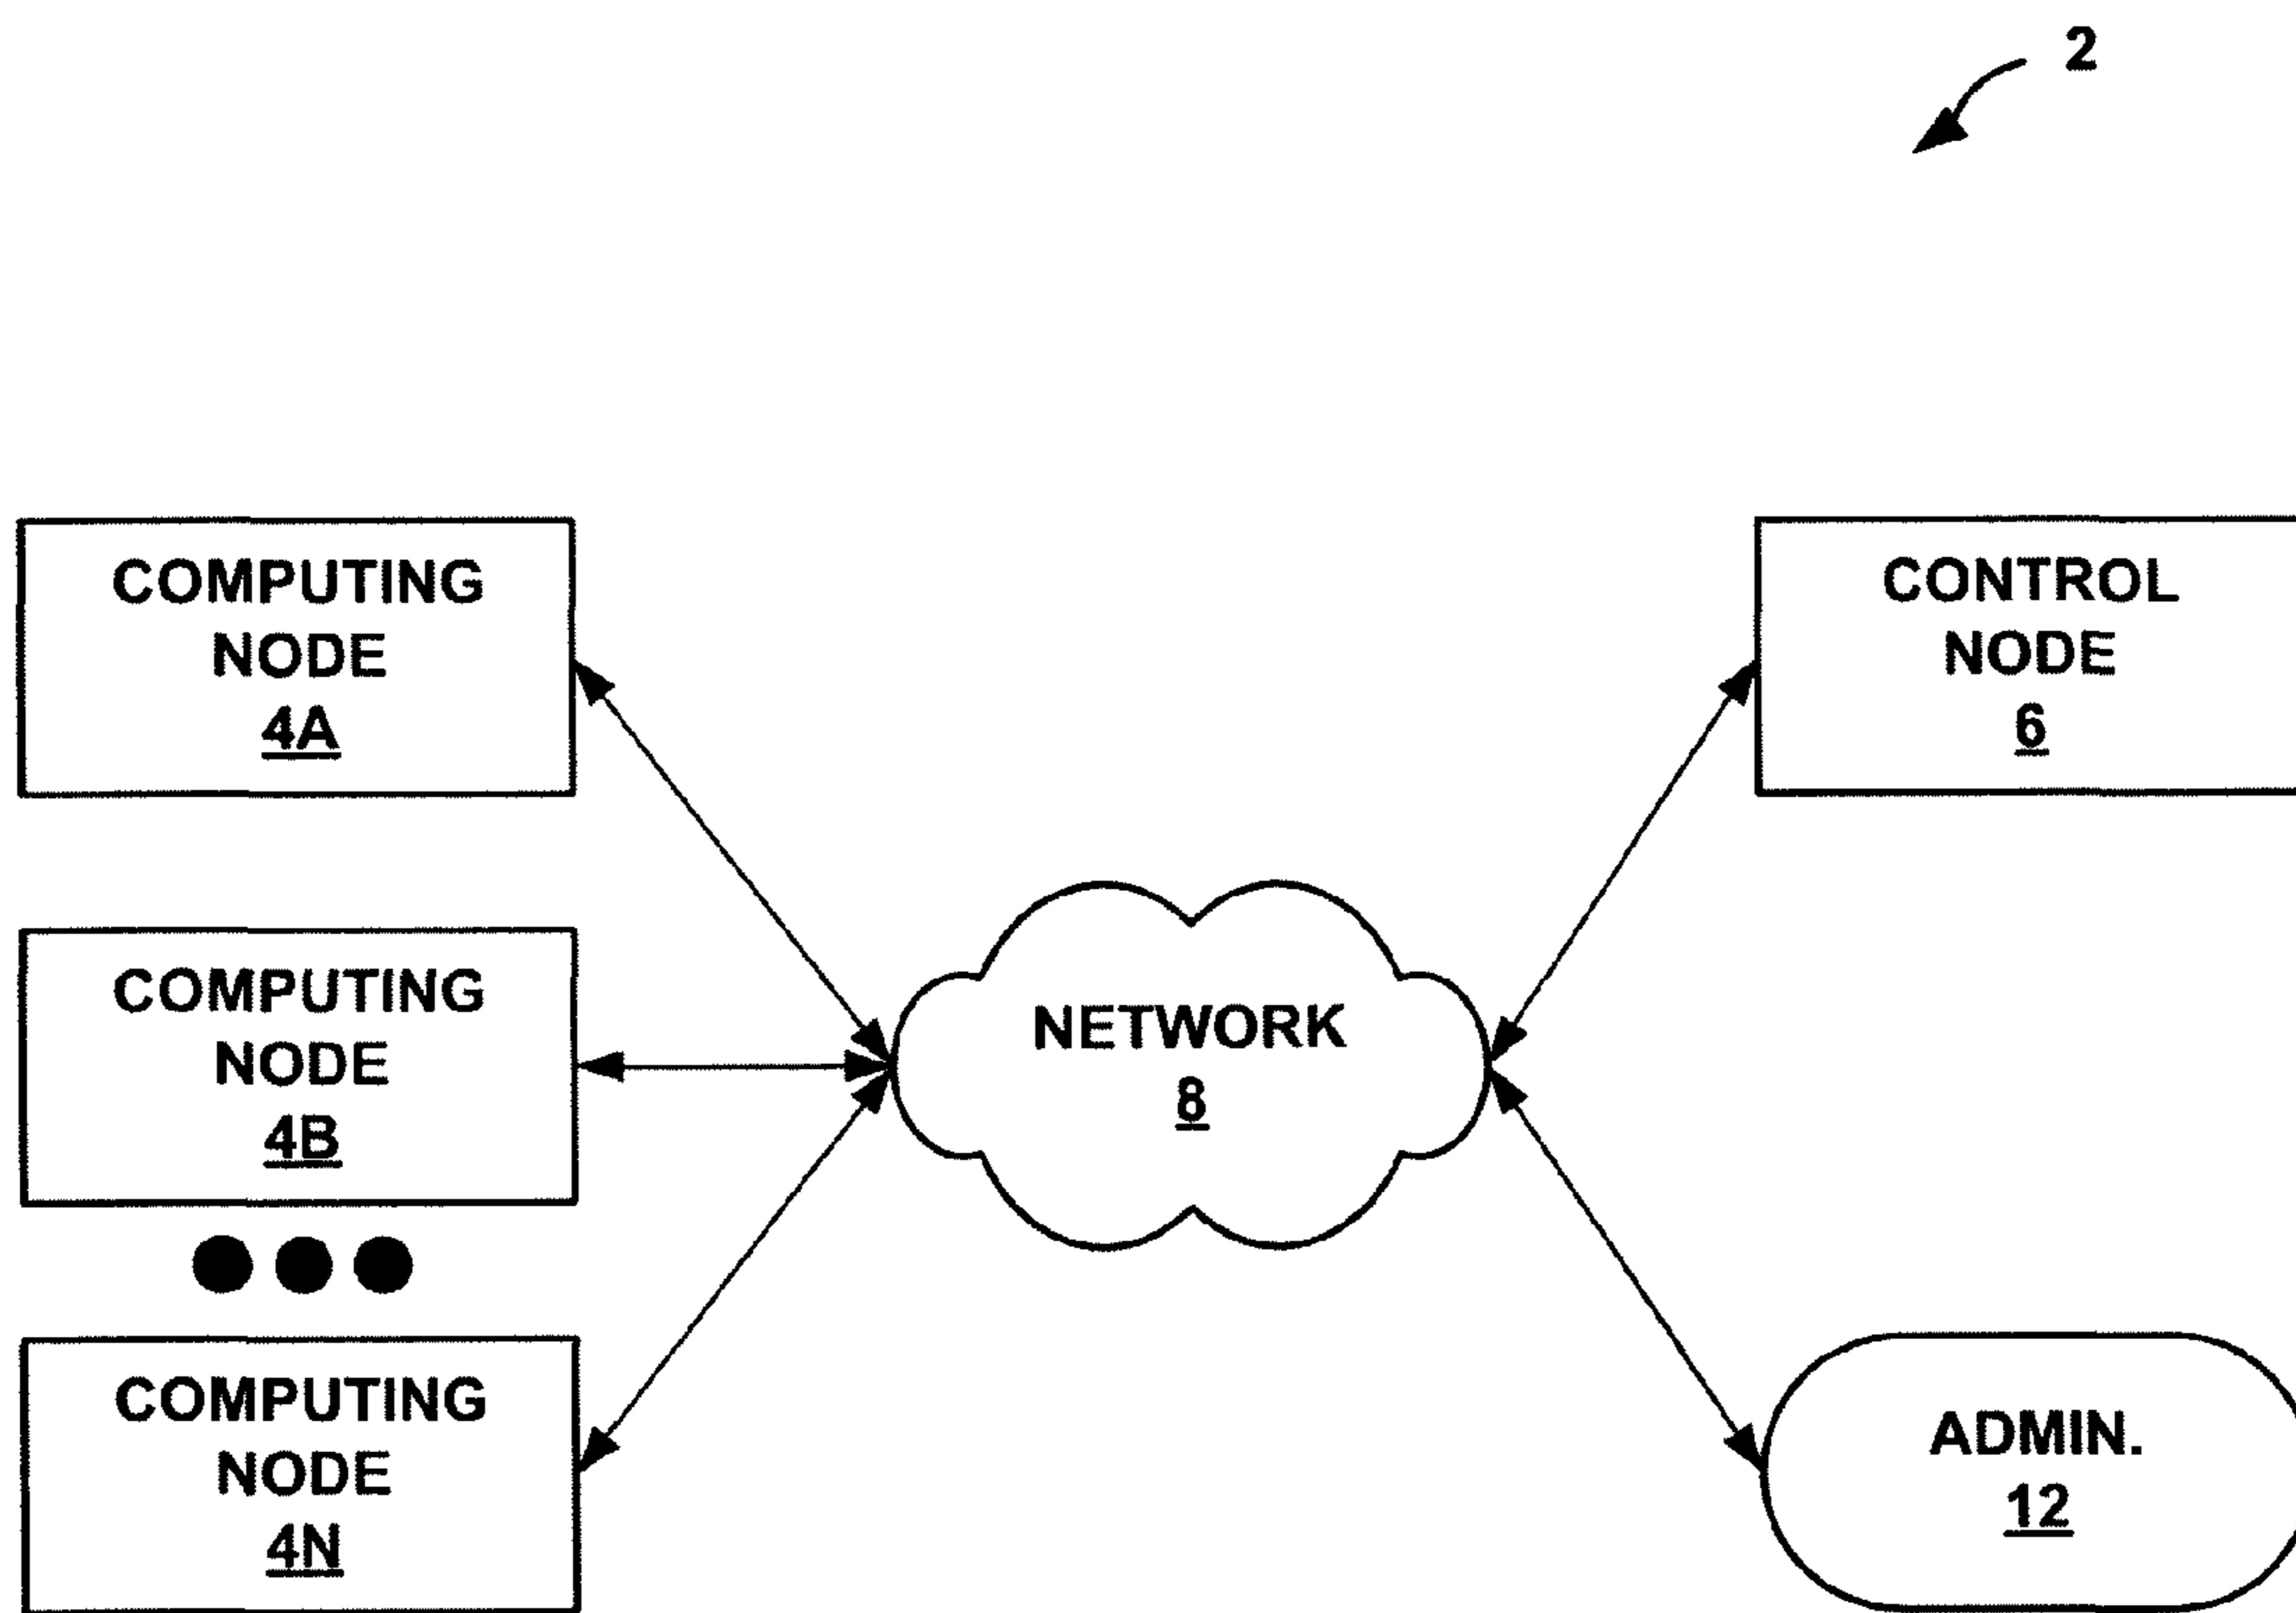 2
COMPUTING
NODE
4A
CONTROL
NODE
6
COMPUTING
NODE
4B
NETWORK
8
COMPUTING
NODE
4N
ADMIN.
12